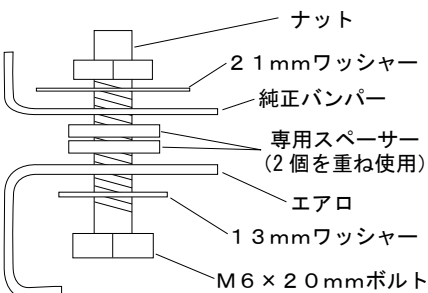 ナット
２１mmワッシャー
純正バンパー
専用スペーサー
(2個を重ね使用)
エアロ
１３mmワッシャー
Ｍ６×２０mmボルト